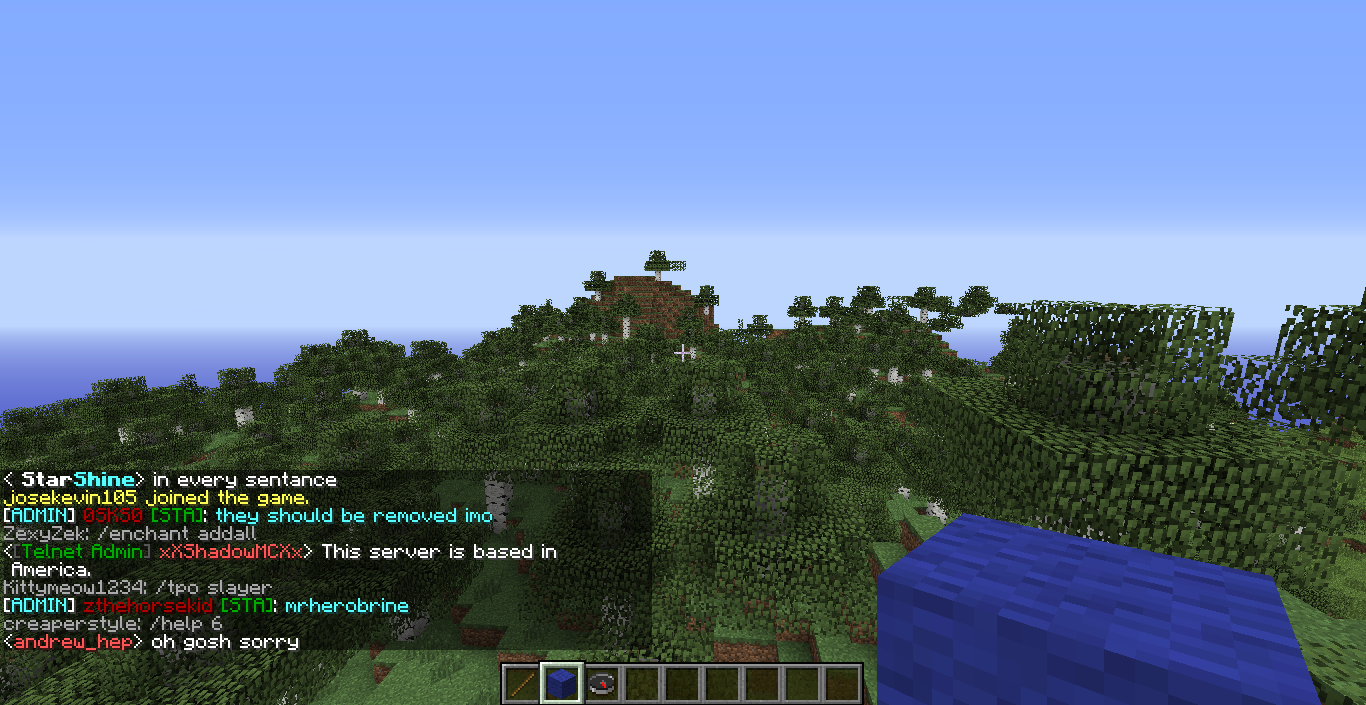 < StarShine> in every sentance
josekevin105 joined the game.
[ADMIN] 0SKS0 [STA]: they should be removed imo
ZexyZek: /enchant addall
<[Telnet Admin] xXShadowMCXx> This server is based in
America.
Kittymeow1234: /tpo slayer
[ADMIN] zthehorsekid [STA]: mrherobrine
creaperstyle: /help 6
<andrew_hep> oh gosh sorry